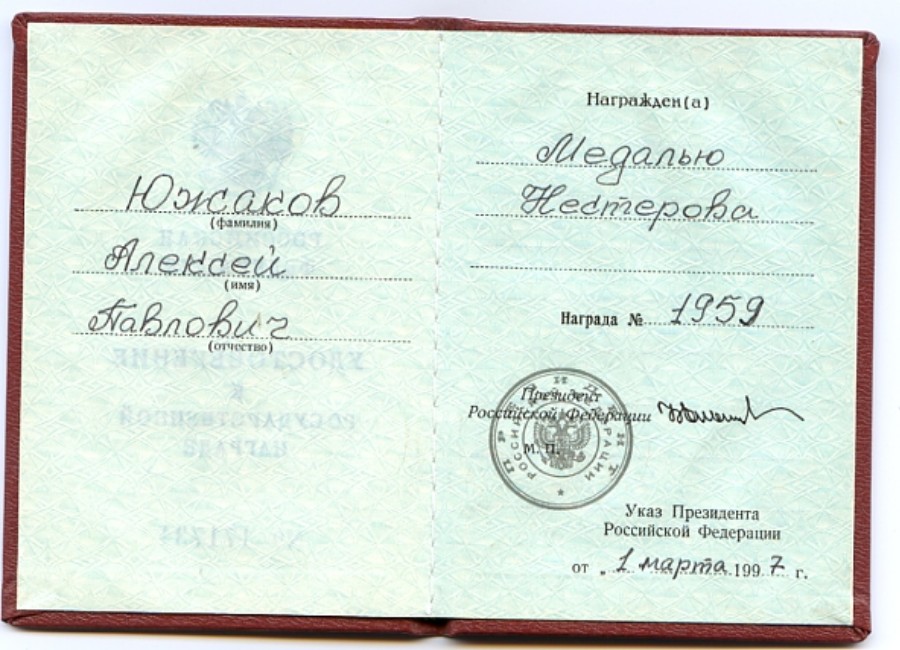 Южаков
(фамилия)
Алексей
(имя)
Павлович
(отчество)
Награжден(а)
Медалью
Нестерова
Награда № 1959
Президент
Российской Федерации
М. П.
Указ Президента
Российской Федерации
от „ 1 марта 1997 г.